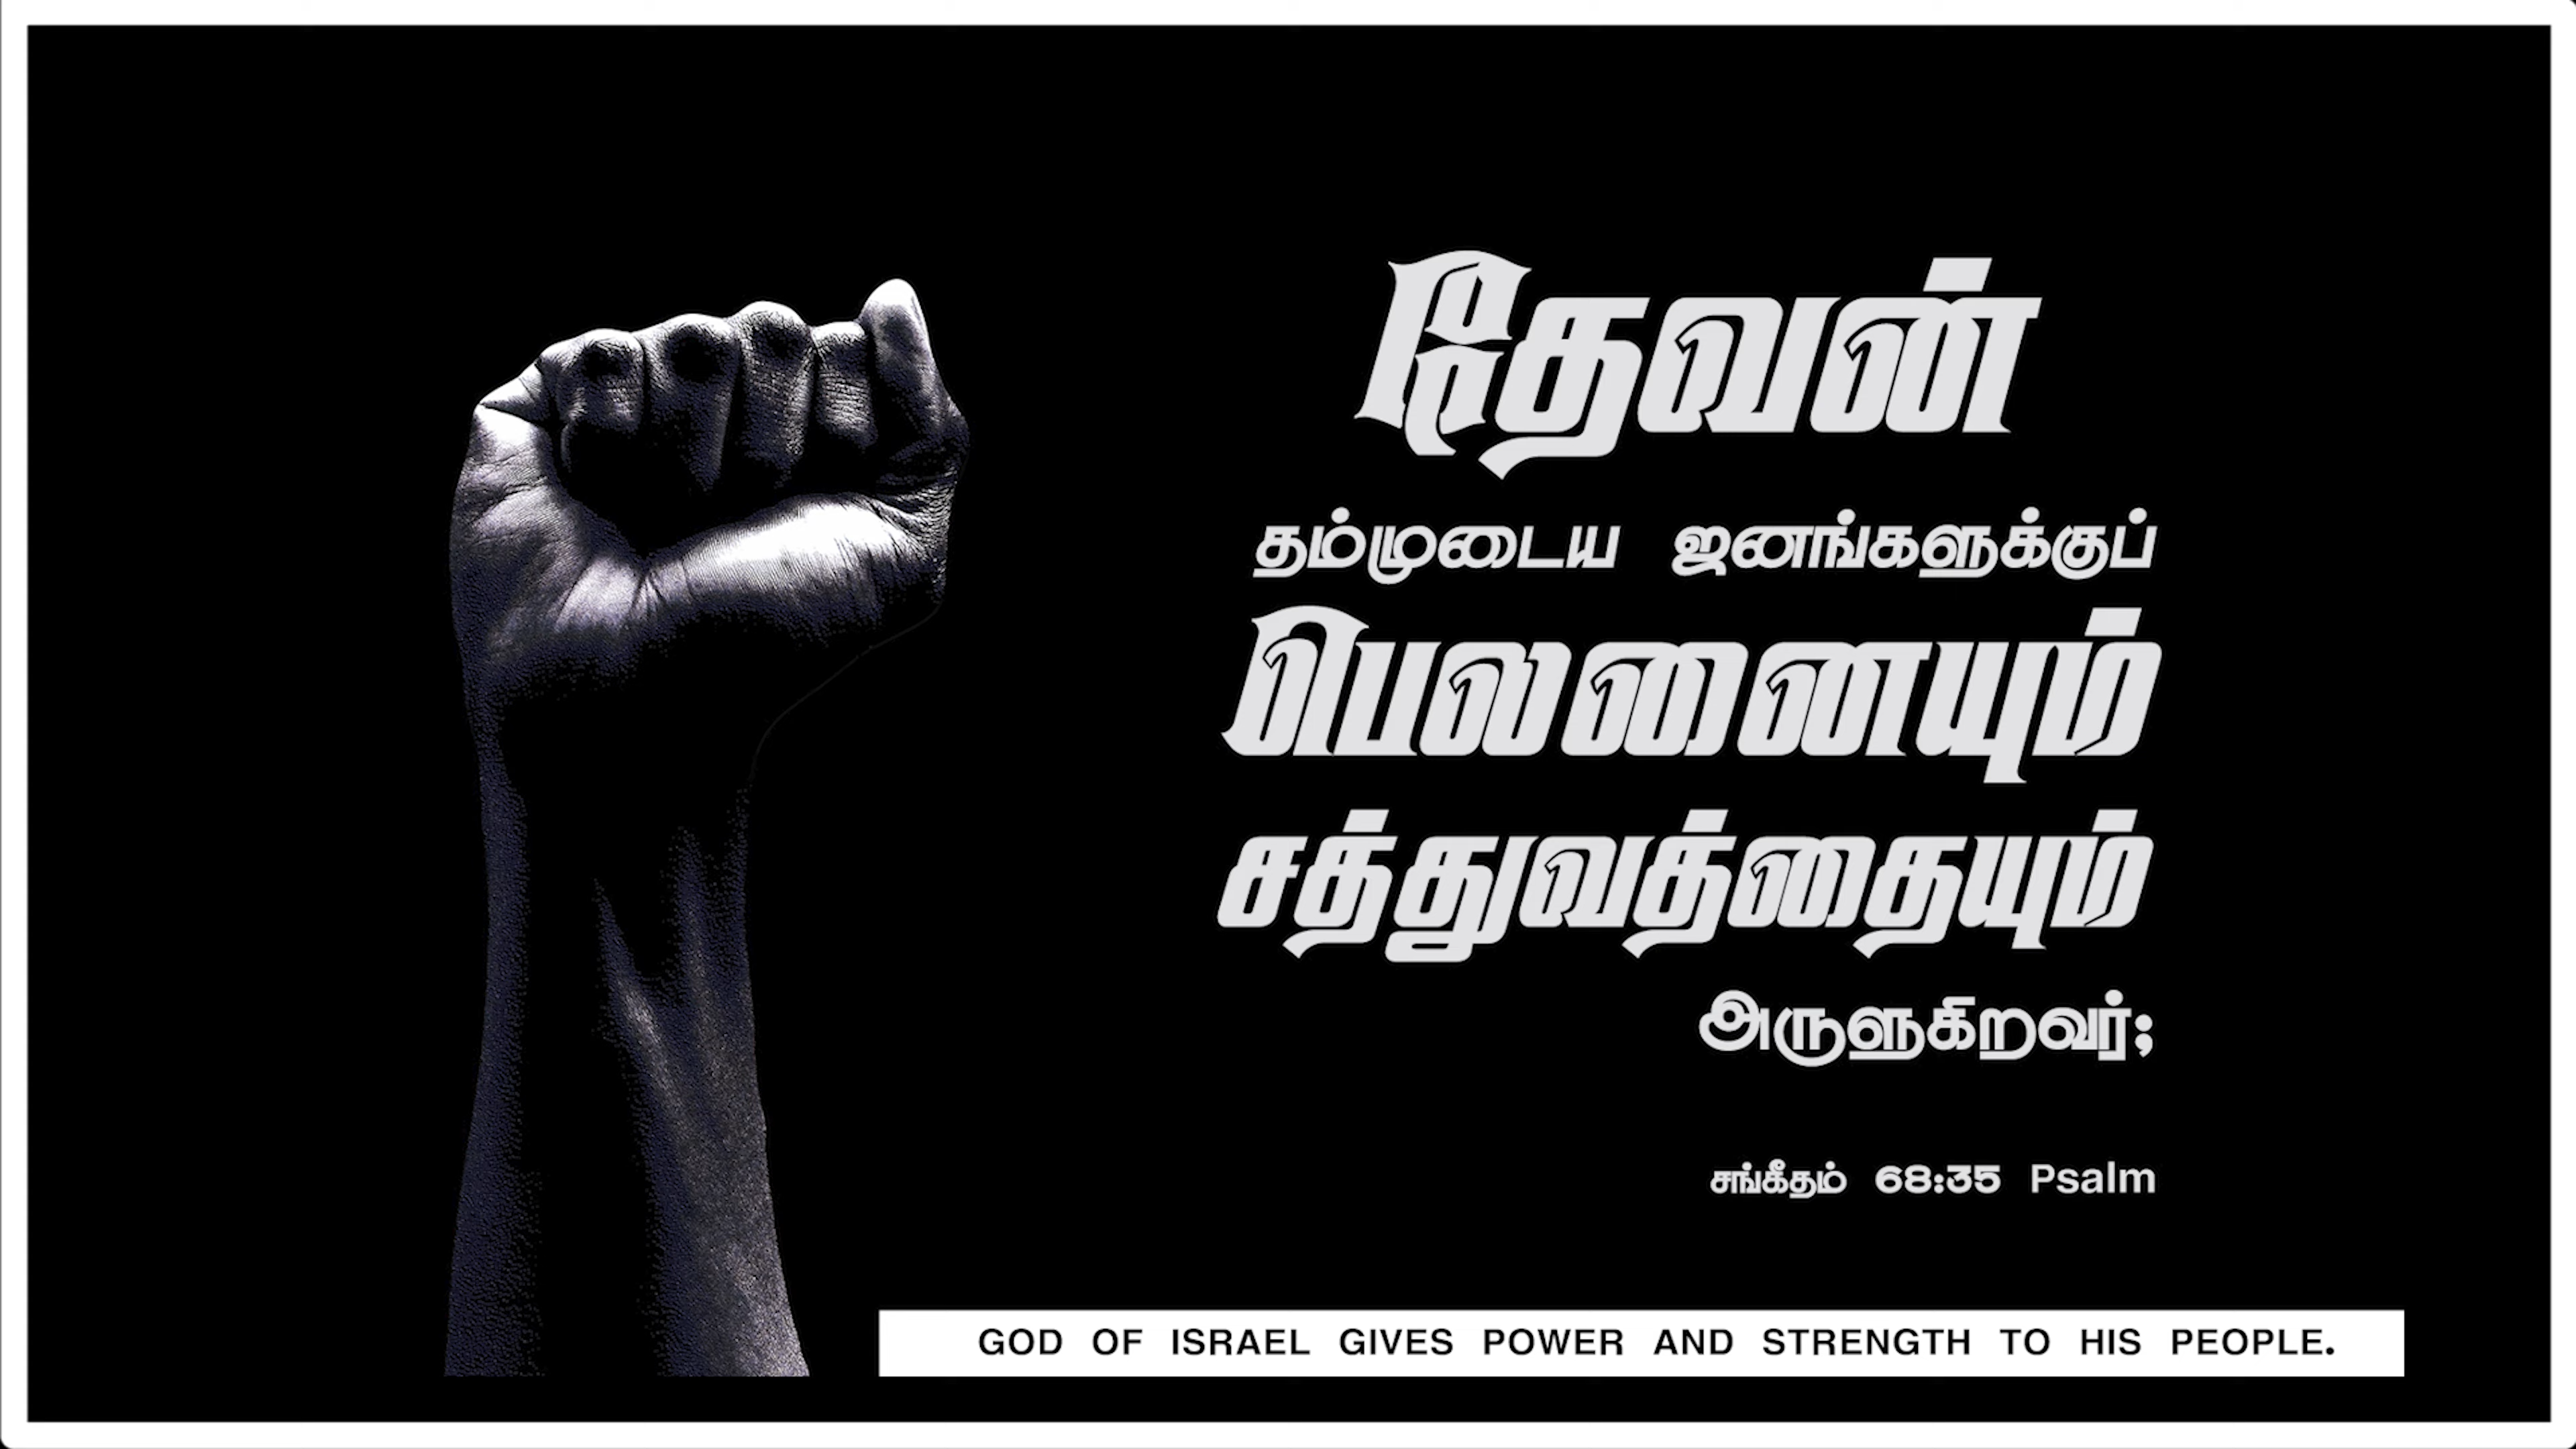 தேவன்
தம்முடைய ஜனங்களுக்குப்
பெலனையும்
சத்துவத்தையும்
அருளுகிறவர்;
சங்கீதம் 68:35 Psalm
GOD OF ISRAEL GIVES POWER AND STRENGTH TO HIS PEOPLE.